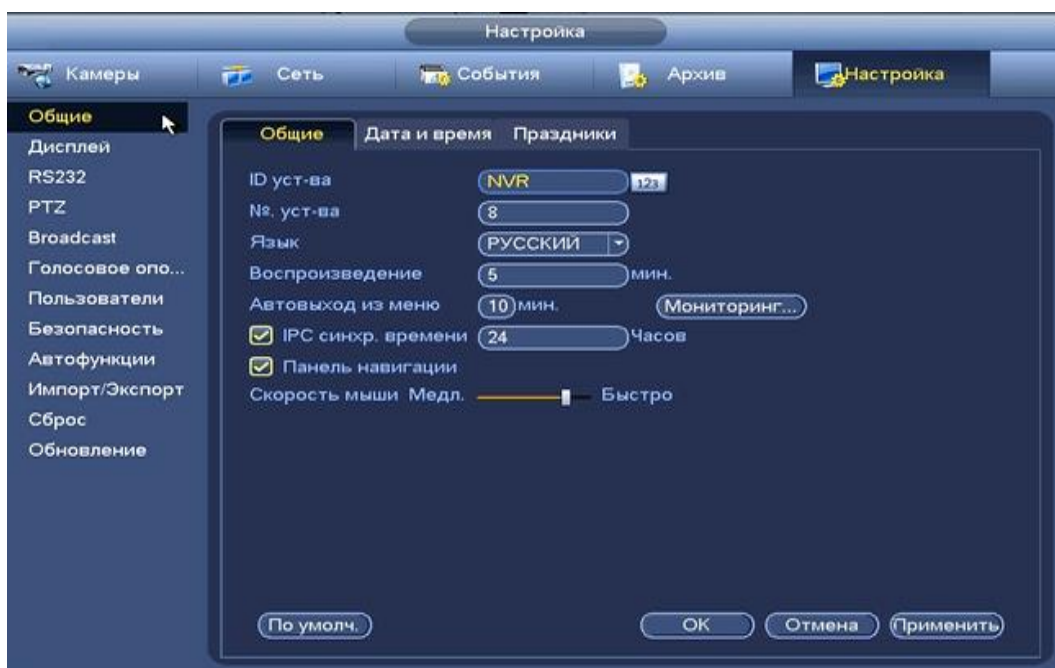 Настройка
Камеры Сеть События Архив Настройка
Общие
Дисплей
RS232
PTZ
Broadcast
Голосовое опо...
Пользователи
Безопасность
Автофункции
Импорт/Экспорт
Сброс
Обновление
Общие Дата и время Праздники
ID уст-ва NVR 123
№. уст-ва 8
Язык РУССКИЙ
Воспроизведение 5 мин.
Автовыход из меню 10 мин. Мониторинг...
IPC синхр. времени 24 Часов
Панель навигации
Скорость мыши Медл. Быстро
По умолч. OK Отмена Применить